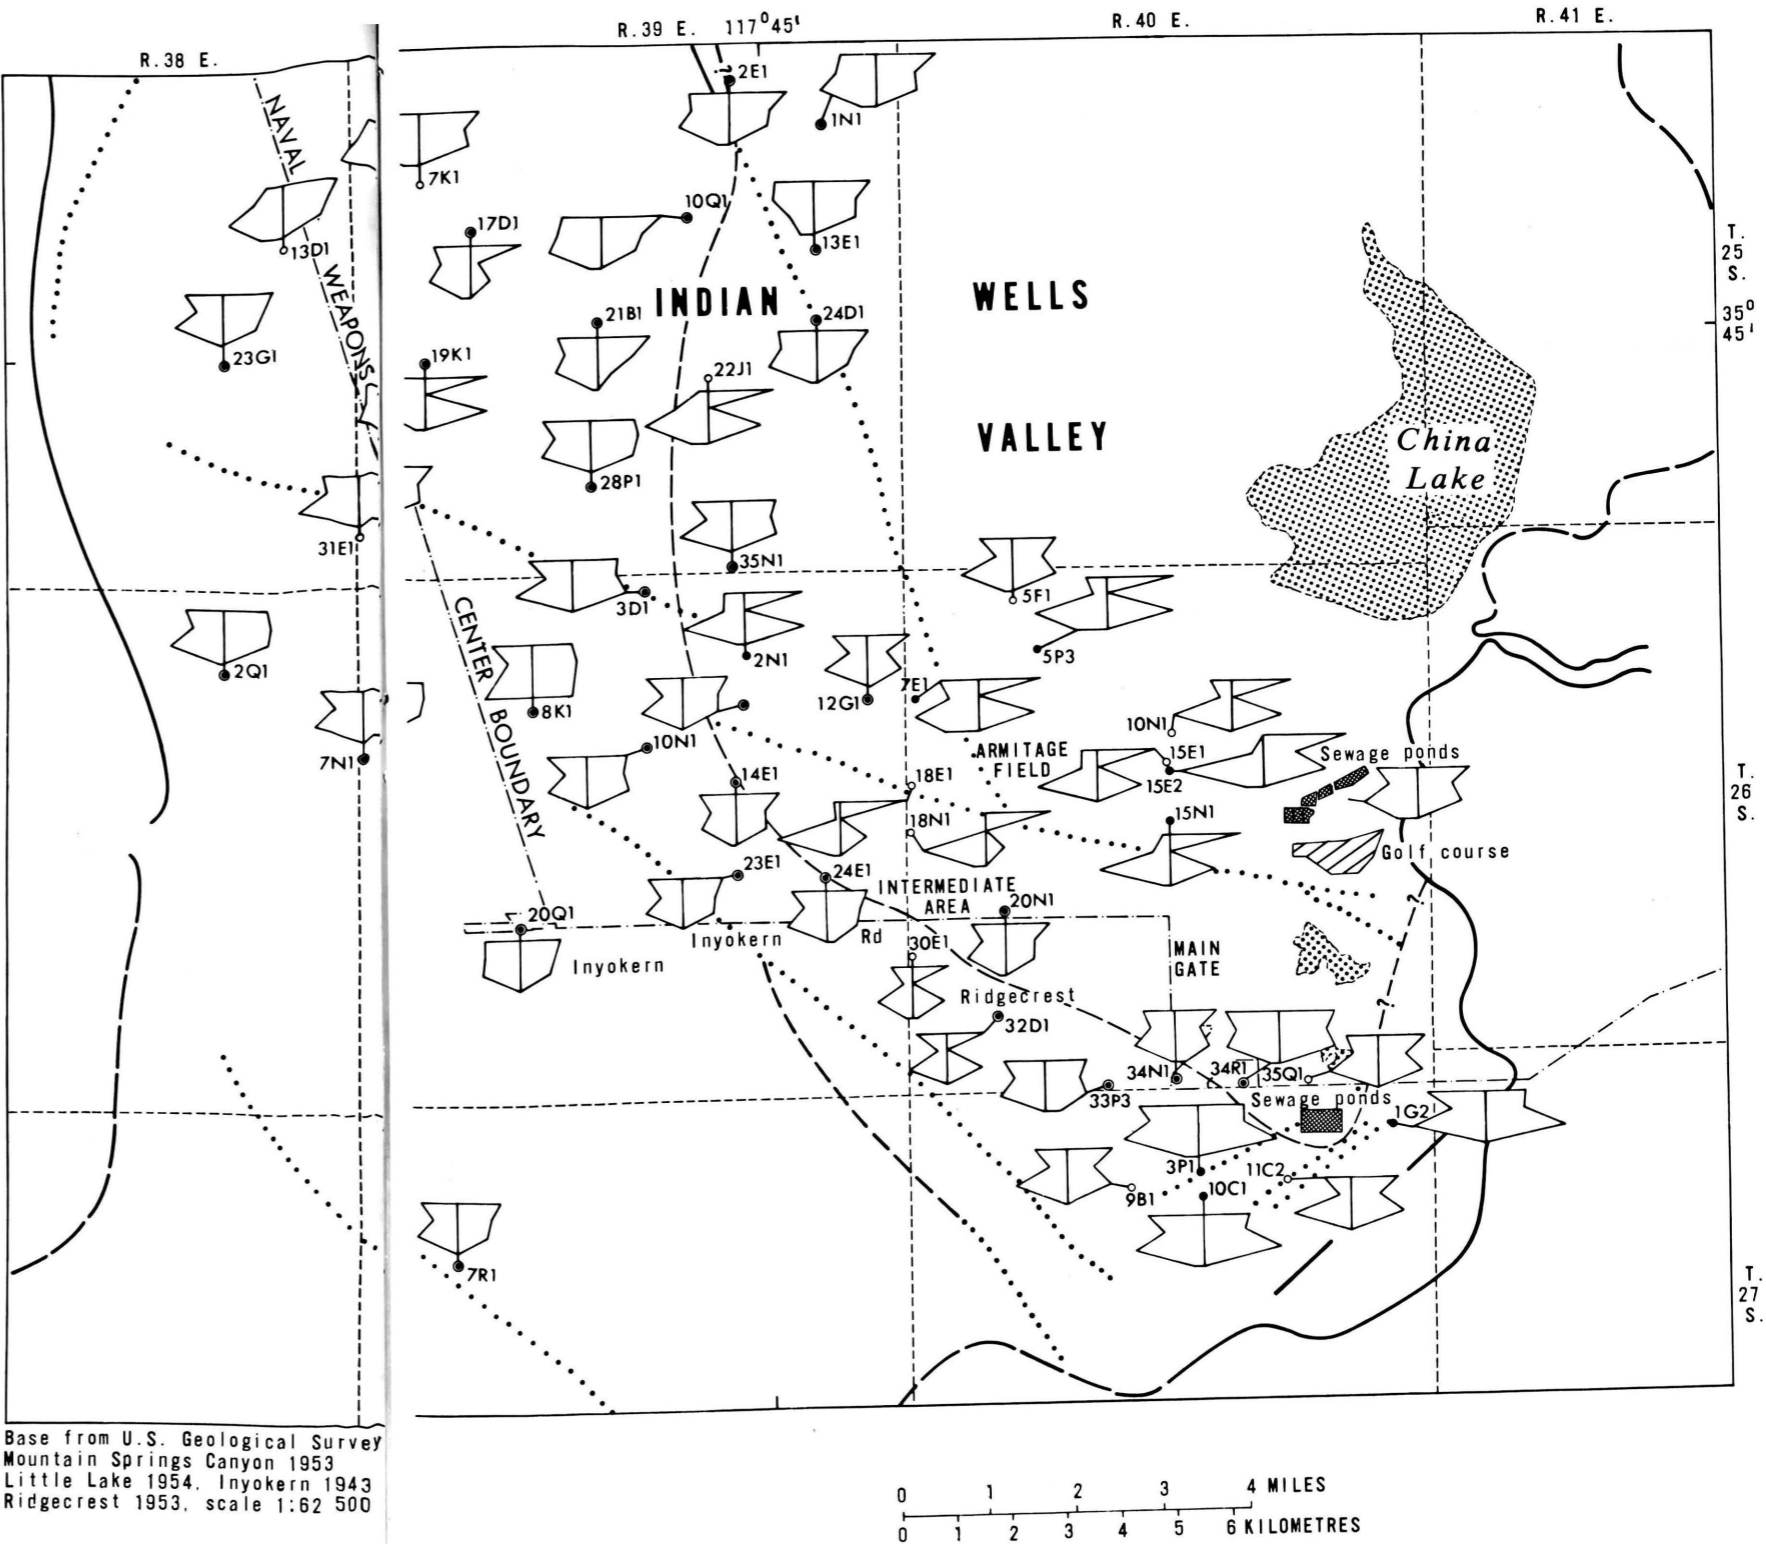 R.38 E.
R.39 E.
117°45'
R.40 E.
R.41 E.
NAVAL
WEAPONS
CENTER
BOUNDARY
2E1
?
1N1
7K1
10Q1
17D1
13D1
13E1
T.
25
S.
INDIAN
WELLS
35°
45'
21B1
24D1
23G1
19K1
22J1
VALLEY
China
Lake
28P1
31E1
35N1
5F1
3D1
2N1
5P3
2Q1
8K1
12G1
7E1
10N1
7N1
10N1
ARMITAGE
FIELD
15E1
15E2
Sewage ponds
14E1
18E1
T.
26
S.
18N1
15N1
Golf course
23E1
24E1
INTERMEDIATE
AREA
20N1
?
20Q1
Inyokern
Rd
30E1
MAIN
GATE
Inyokern
Ridgecrest
?
32D1
34N1
34R1
35Q1
33P3
Sewage ponds
1G2
3P1
11C2
9B1
10C1
7R1
T.
27
S.
Base from U.S. Geological Survey
Mountain Springs Canyon 1953
Little Lake 1954, Inyokern 1943
Ridgecrest 1953, scale 1:62 500
0 1 2 3 4 MILES
0 1 2 3 4 5 6 KILOMETRES